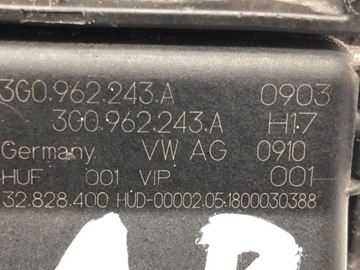 3G0.962.243.A 0903
3G0.962.243.A H17
Germany VW AG 0910
HUF 001 VIP 001
32.828.400 HUD-00002.05.1800030388